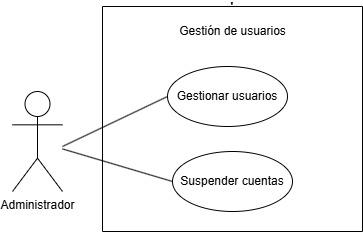 Gestión de usuarios
Gestionar usuarios
Suspender cuentas
Administrador